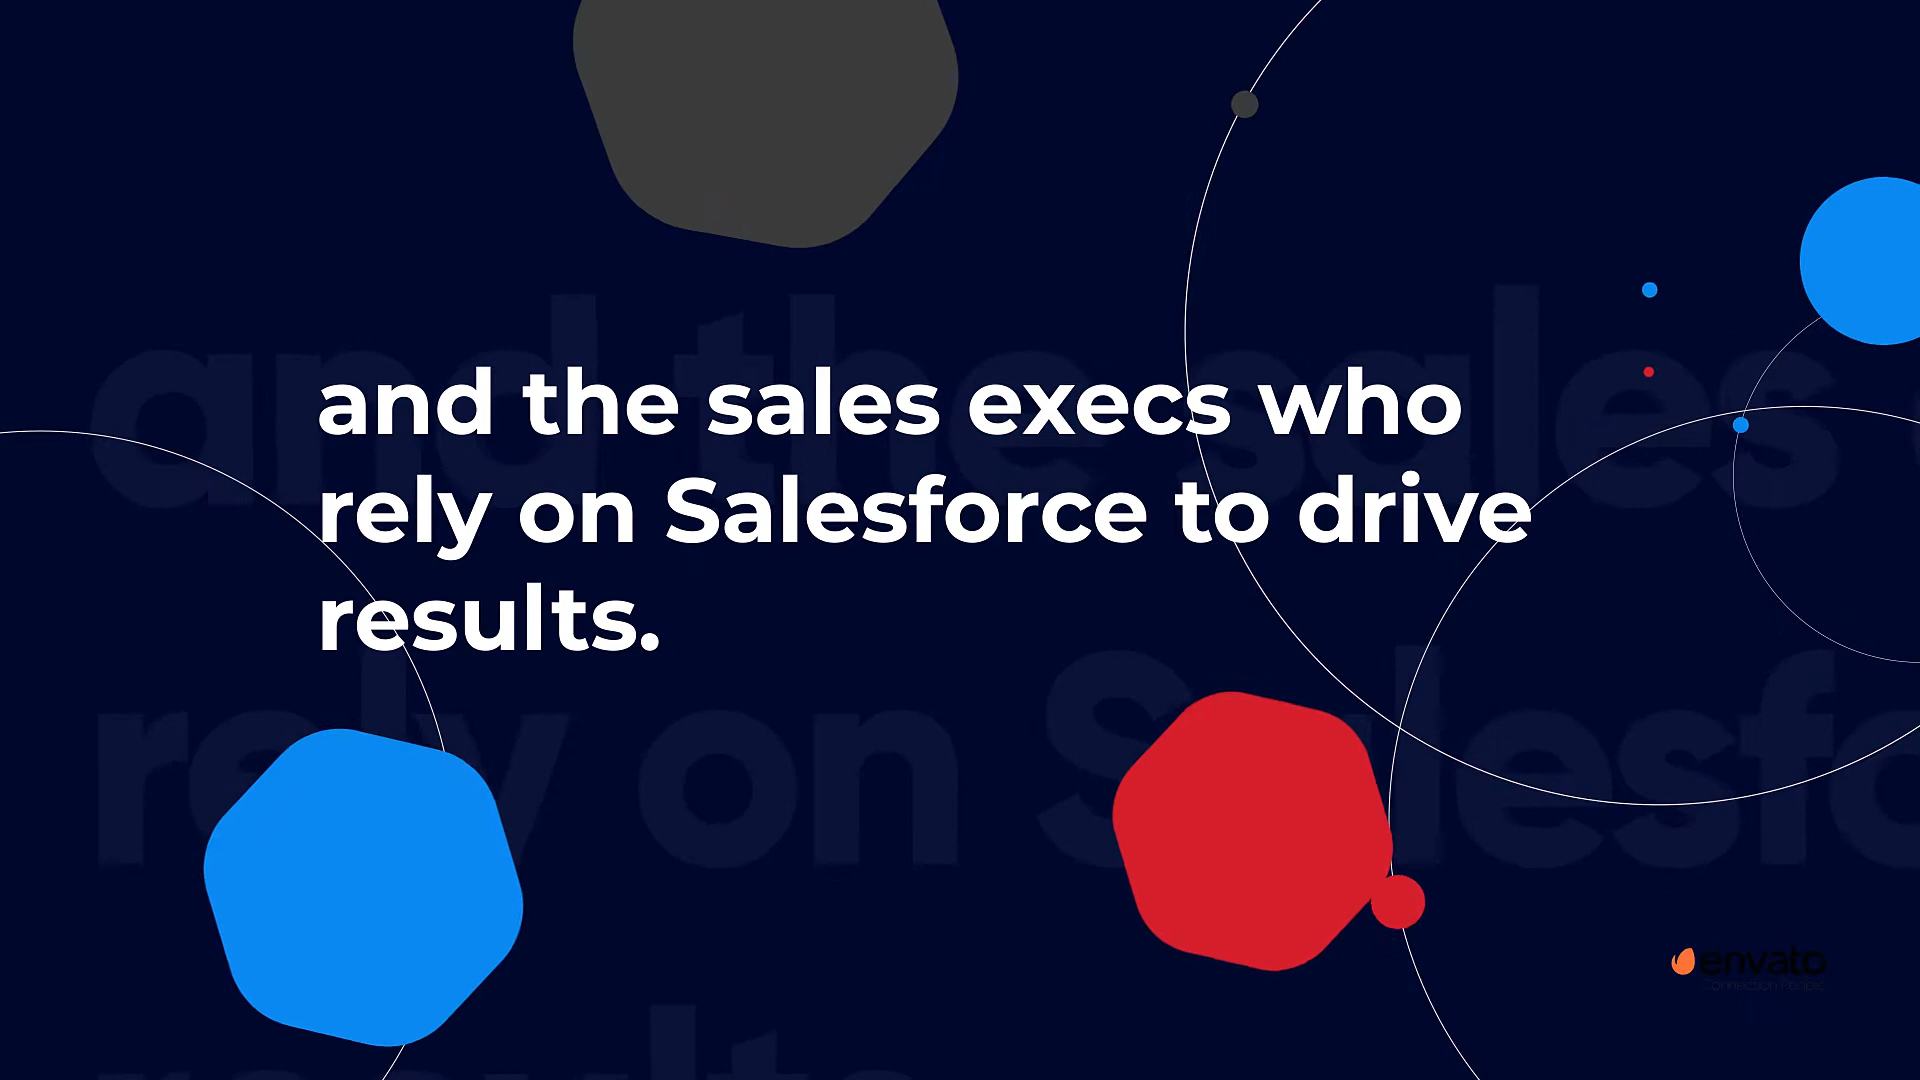 and the sales execs who
rely on Salesforce to drive
results.
envato